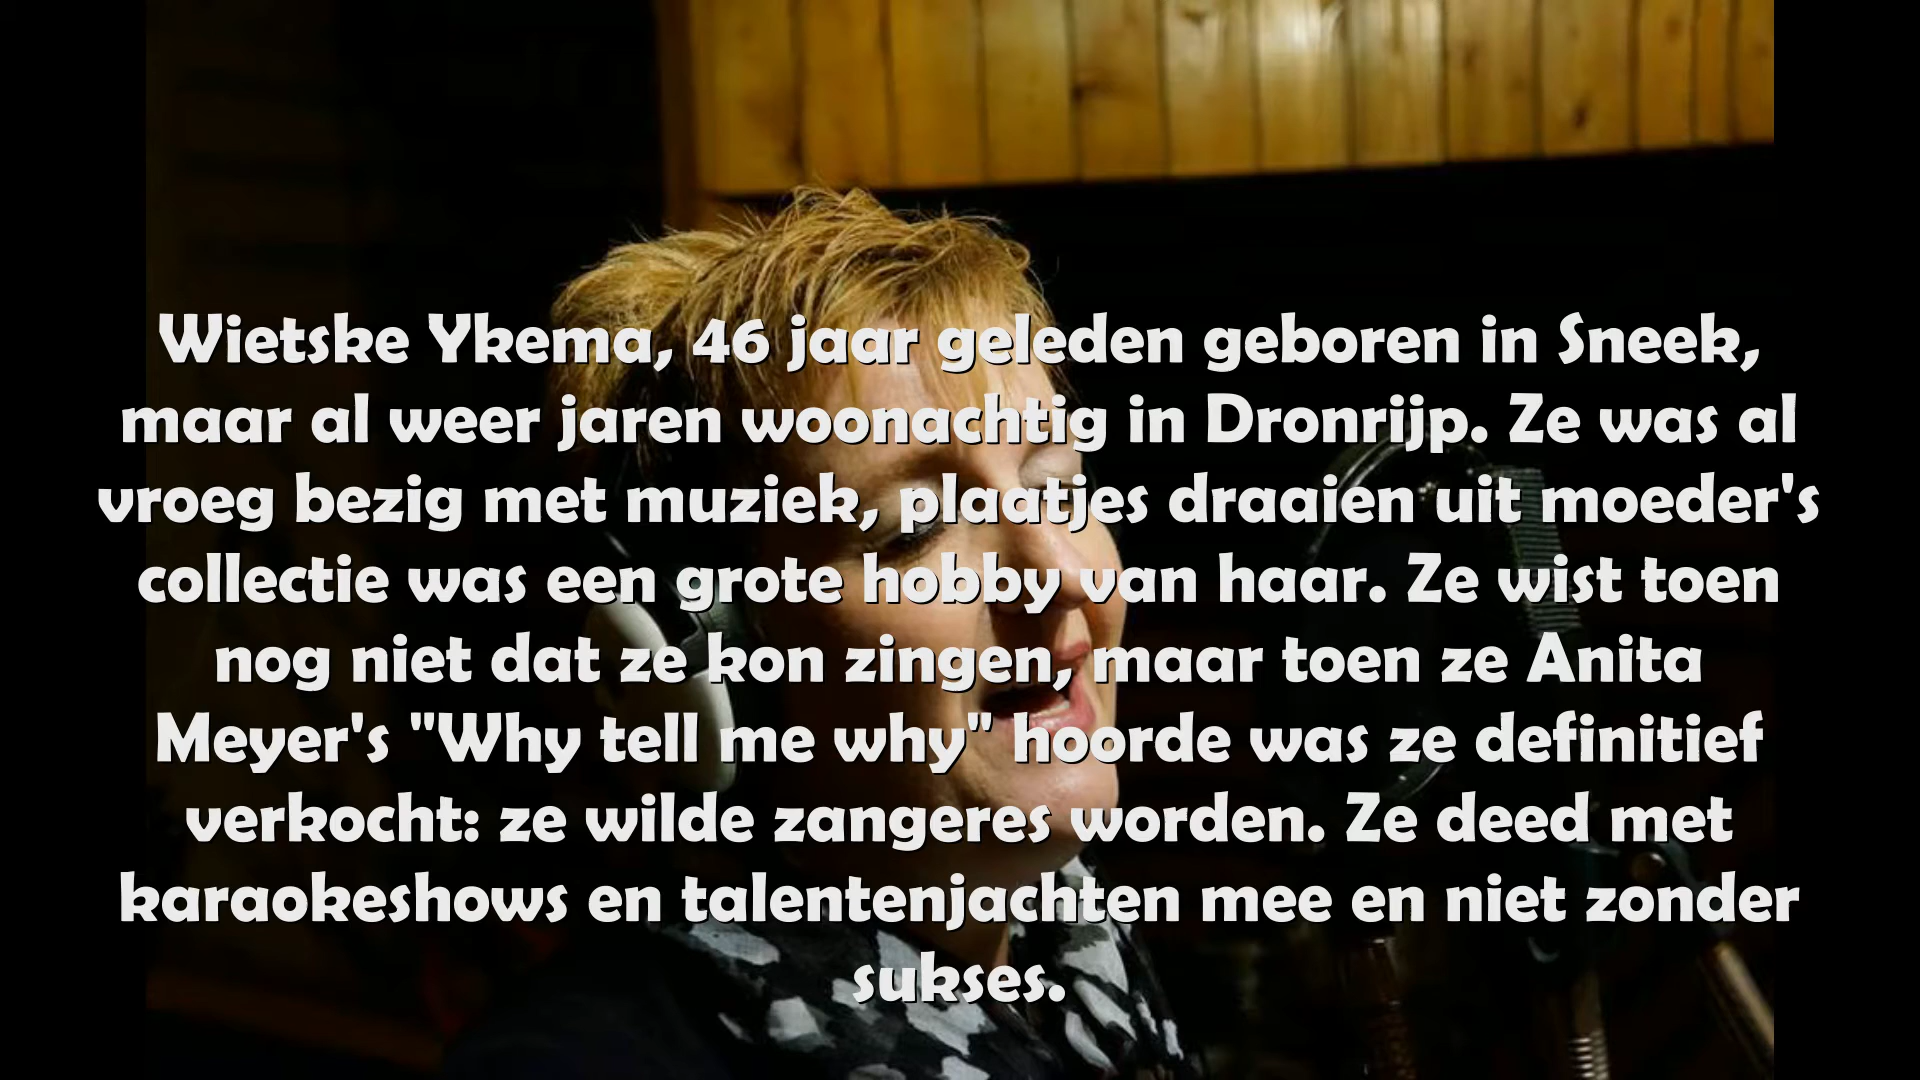 Wietske Ykema, 46 jaar geleden geboren in Sneek,
maar al weer jaren woonachtig in Dronrijp. Ze was al
vroeg bezig met muziek, plaatjes draaien uit moeder's
collectie was een grote hobby van haar. Ze wist toen
nog niet dat ze kon zingen, maar toen ze Anita
Meyer's "Why tell me why" hoorde was ze definitief
verkocht: ze wilde zangeres worden. Ze deed met
karaokeshows en talentenjachten mee en niet zonder
sukses.